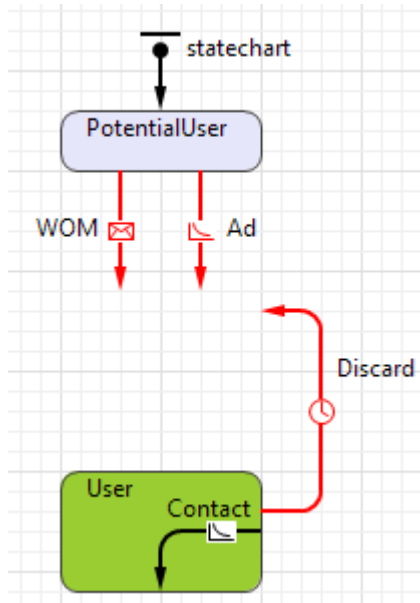 statechart
PotentialUser
WOM
Ad
Discard
User
Contact